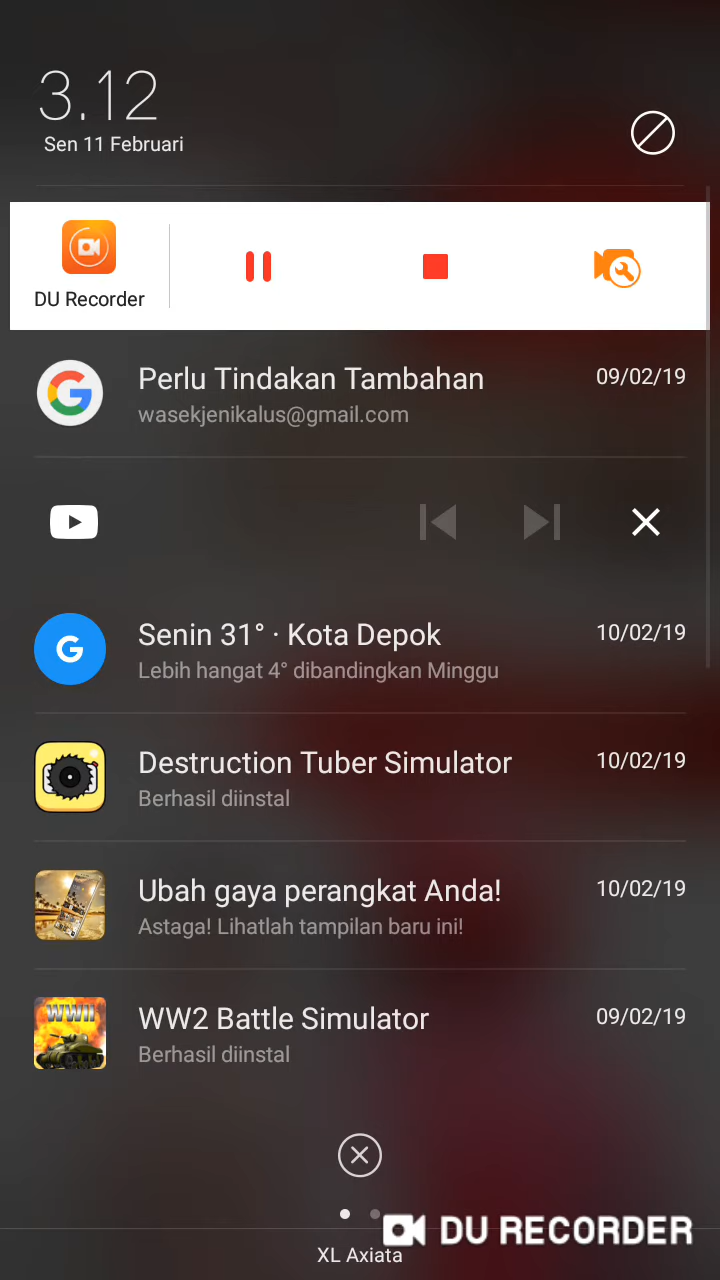 3.12
Sen 11 Februari
DU Recorder
Perlu Tindakan Tambahan 09/02/19
wasekjenikalus@gmail.com
Senin 31° · Kota Depok 10/02/19
Lebih hangat 4° dibandingkan Minggu
Destruction Tuber Simulator 10/02/19
Berhasil diinstal
Ubah gaya perangkat Anda! 10/02/19
Astaga! Lihatlah tampilan baru ini!
WWII
WW2 Battle Simulator 09/02/19
Berhasil diinstal
DU RECORDER
XL Axiata